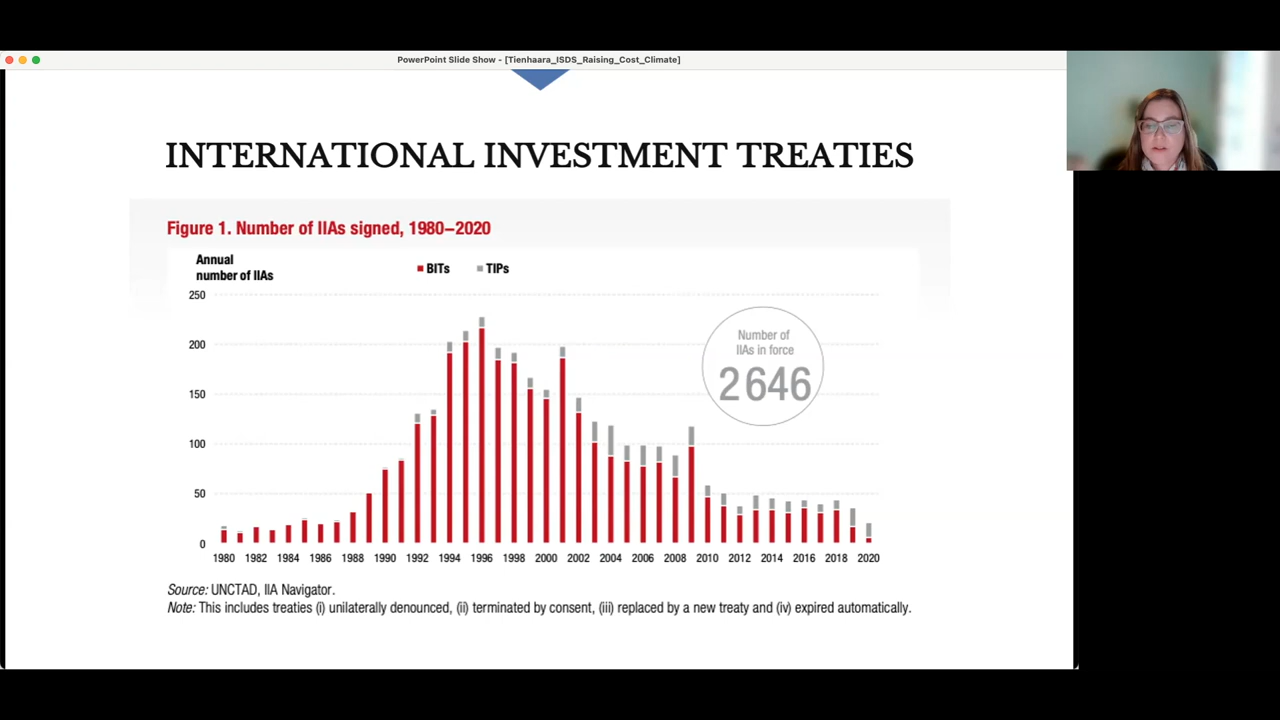 PowerPoint Slide Show - [Tienhaara_ISDS_Raising_Cost_Climate]
INTERNATIONAL INVESTMENT TREATIES
Figure 1. Number of IIAs signed, 1980–2020
Annual
number of IIAs
BITs
TIPs
250
200
150
100
50
0
Number of
IIAs in force
2 646
1980 1982 1984 1986 1988 1990 1992 1994 1996 1998 2000 2002 2004 2006 2008 2010 2012 2014 2016 2018 2020
Source: UNCTAD, IIA Navigator.
Note: This includes treaties (i) unilaterally denounced, (ii) terminated by consent, (iii) replaced by a new treaty and (iv) expired automatically.